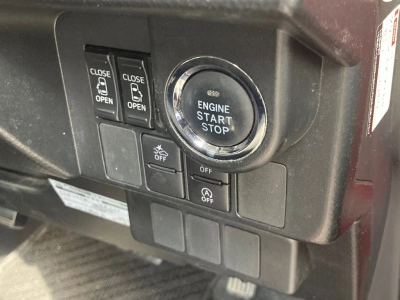 CLOSE
OPEN
CLOSE
OPEN
ENGINE
START
STOP
OFF
OFF
A
OFF